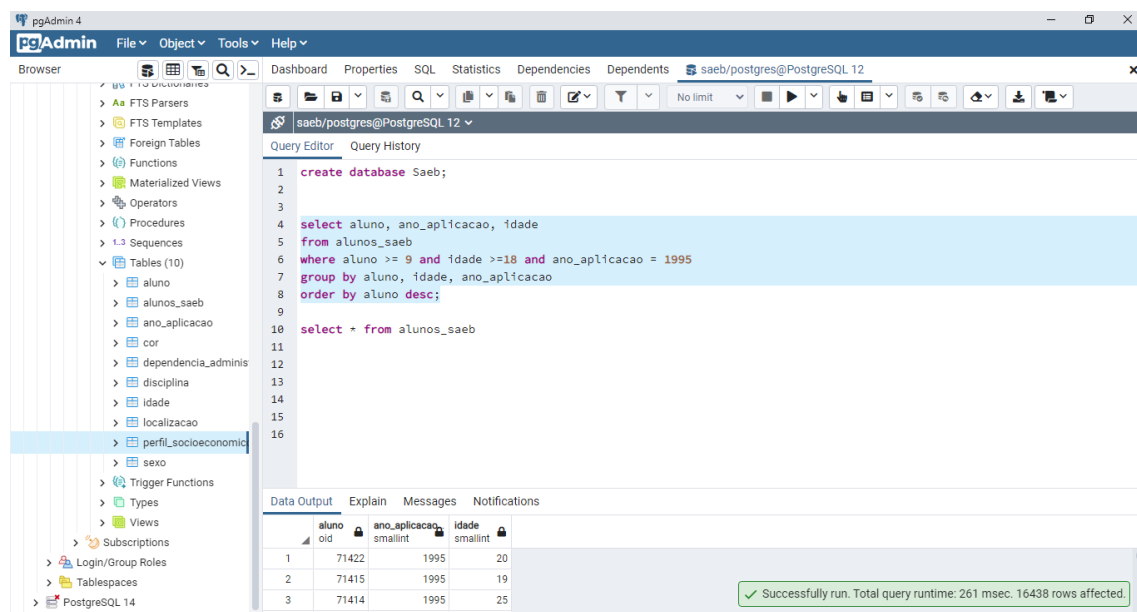 pgAdmin 4
pgAdmin File Object Tools Help
Browser
Dashboard Properties SQL Statistics Dependencies Dependents saeb/postgres@PostgreSQL 12
No limit
saeb/postgres@PostgreSQL 12
Query Editor Query History
FTS Parsers
FTS Templates
Foreign Tables
Functions
Materialized Views
Operators
Procedures
Sequences
Tables (10)
aluno
alunos_saeb
ano_aplicacao
cor
dependencia_adminis
disciplina
idade
localizacao
perfil_socioeconomic
sexo
Trigger Functions
Types
Views
Subscriptions
Login/Group Roles
Tablespaces
PostgreSQL 14
1 create database Saeb;
2
3
4 select aluno, ano_aplicacao, idade
5 from alunos_saeb
6 where aluno >= 9 and idade >=18 and ano_aplicacao = 1995
7 group by aluno, idade, ano_aplicacao
8 order by aluno desc;
9
10 select * from alunos_saeb
11
12
13
14
15
16
Data Output Explain Messages Notifications
aluno ano_aplicacao idade
oid smallint smallint
1 71422 1995 20
2 71415 1995 19
3 71414 1995 25
Successfully run. Total query runtime: 261 msec. 16438 rows affected.